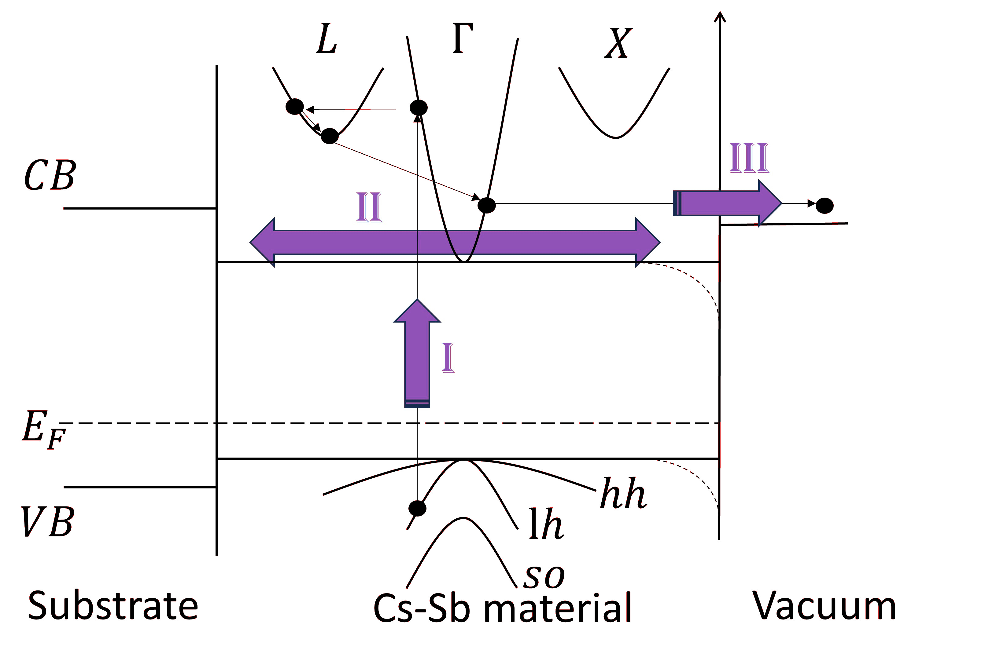 L
Γ
X
III
CB
II
I
E_F
hh
VB
lh
so
Substrate
Cs-Sb material
Vacuum